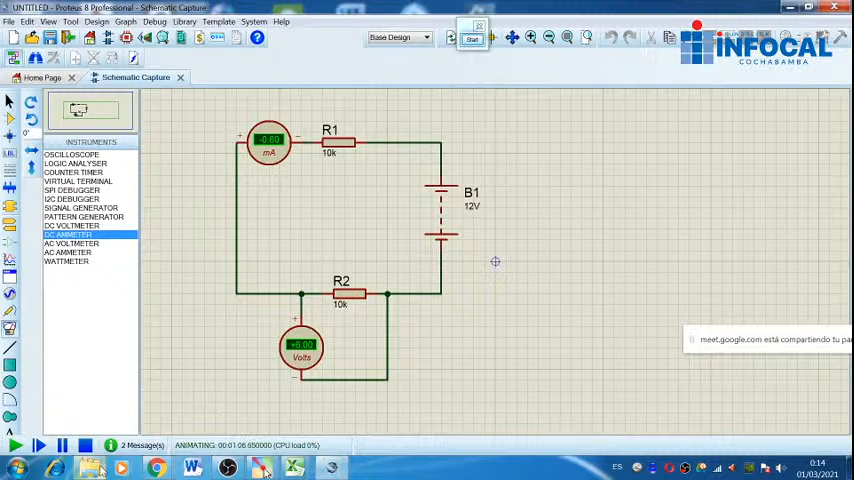 UNTITLED - Proteus 8 Professional - Schematic Capture
File Edit View Tool Design Graph Debug Library Template System Help
Base Design
Start
INFOCAL
COCHABAMBA
Home Page
Schematic Capture
0°
INSTRUMENTS
OSCILLOSCOPE
LOGIC ANALYSER
COUNTER TIMER
VIRTUAL TERMINAL
SPI DEBUGGER
I2C DEBUGGER
SIGNAL GENERATOR
PATTERN GENERATOR
DC VOLTMETER
DC AMMETER
AC VOLTMETER
AC AMMETER
WATTMETER
LBL
+
-0.60
mA
−
R1
10k
B1
12V
R2
10k
+
+6.00
Volts
−
meet.google.com está compartiendo tu pa
2 Message(s)
ANIMATING: 00:01:06.650000 (CPU load 0%)
ES
0:14
01/03/2021